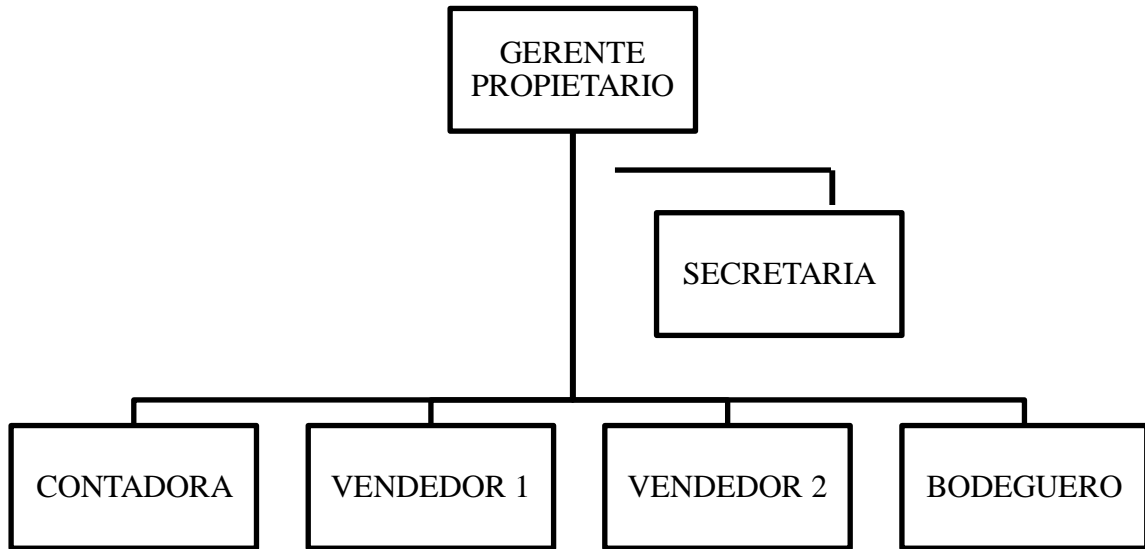 GERENTE
PROPIETARIO
SECRETARIA
CONTADORA
VENDEDOR 1
VENDEDOR 2
BODEGUERO